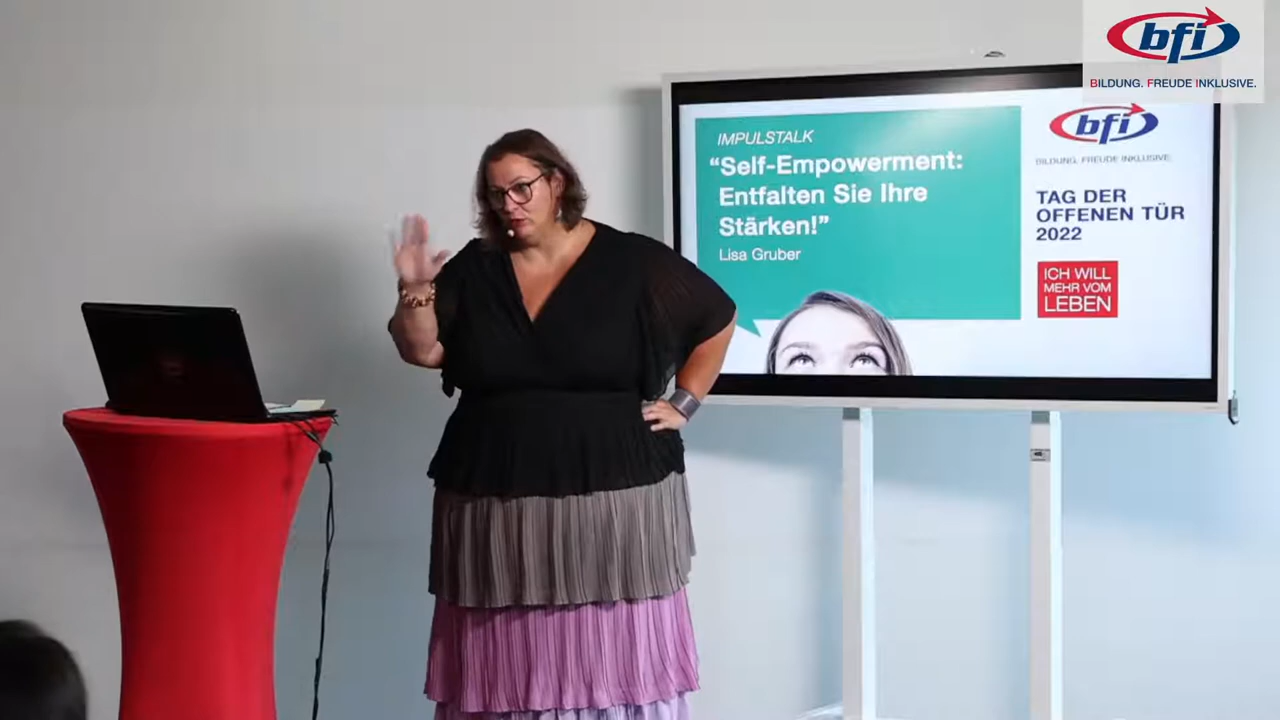 bfi
BILDUNG. FREUDE INKLUSIVE.
IMPULSTALK
“Self-Empowerment:
Entfalten Sie Ihre
Stärken!”
Lisa Gruber
bfi
BILDUNG. FREUDE INKLUSIVE.
TAG DER
OFFENEN TÜR
2022
ICH WILL
MEHR VOM
LEBEN